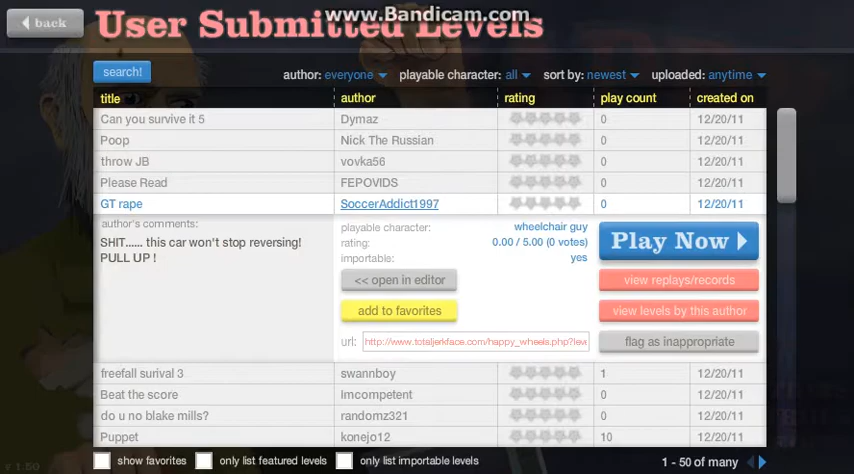 www.Bandicam.com
back
User Submitted Levels
search!
author: everyone playable character: all sort by: newest uploaded: anytime
title author rating play count created on
Can you survive it 5 Dymaz 0 12/20/11
Poop Nick The Russian 0 12/20/11
throw JB vovka56 0 12/20/11
Please Read FEPOVIDS 0 12/20/11
GT rape SoccerAddict1997 0 12/20/11
author's comments:
SHIT...... this car won't stop reversing!
PULL UP !
playable character: wheelchair guy
rating: 0.00 / 5.00 (0 votes)
importable: yes
<< open in editor
add to favorites
url: http://www.totaljerkface.com/happy_wheels.php?leve
Play Now
view replays/records
view levels by this author
flag as inappropriate
freefall surival 3 swannboy 1 12/20/11
Beat the score Imcompetent 0 12/20/11
do u no blake mills? randomz321 0 12/20/11
Puppet konejo12 10 12/20/11
show favorites only list featured levels only list importable levels 1 - 50 of many
v 1.50